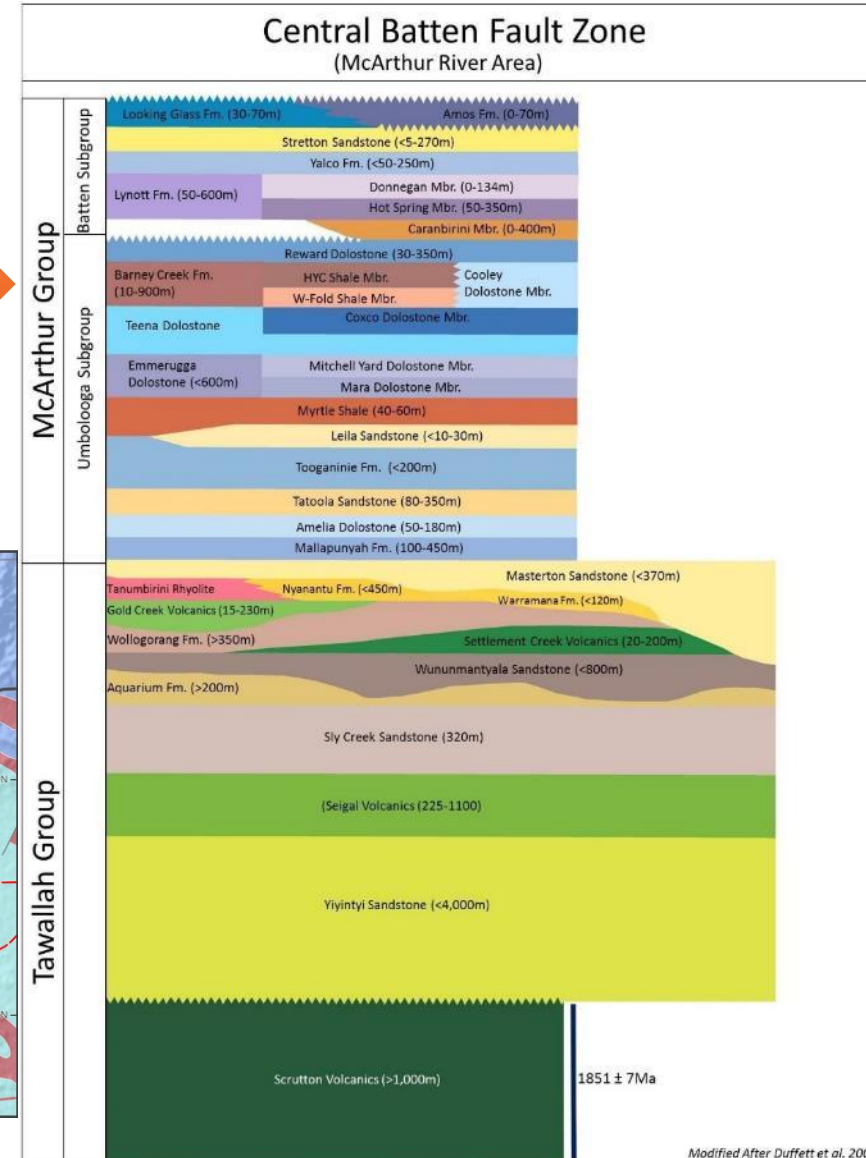 Central Batten Fault Zone
(McArthur River Area)
McArthur Group
Batten Subgroup
Looking Glass Fm. (30-70m)
Amos Fm. (0-70m)
Stretton Sandstone (<5-270m)
Yalco Fm. (<50-250m)
Lynott Fm. (50-600m)
Donnegan Mbr. (0-134m)
Hot Spring Mbr. (50-350m)
Caranbirini Mbr. (0-400m)
Umbolooga Subgroup
Reward Dolostone (30-350m)
Barney Creek Fm.
(10-900m)
HYC Shale Mbr.
W-Fold Shale Mbr.
Cooley
Dolostone Mbr.
Teena Dolostone
Coxco Dolostone Mbr.
Emmerugga
Dolostone (<600m)
Mitchell Yard Dolostone Mbr.
Mara Dolostone Mbr.
Myrtle Shale (40-60m)
Leila Sandstone (<10-30m)
Tooganinie Fm. (<200m)
Tatoola Sandstone (80-350m)
Amelia Dolostone (50-180m)
Mallapunyah Fm. (100-450m)
Tawallah Group
Masterton Sandstone (<370m)
Tanumbirini Rhyolite
Nyanantu Fm. (<450m)
Warramana Fm. (<120m)
Gold Creek Volcanics (15-230m)
Wollogorang Fm. (>350m)
Settlement Creek Volcanics (20-200m)
Wununmantyala Sandstone (<800m)
Aquarium Fm. (>200m)
Sly Creek Sandstone (320m)
(Seigal Volcanics (225-1100)
Yiyintyi Sandstone (<4,000m)
Scrutton Volcanics (>1,000m)
1851 ± 7Ma
N
N
Modified After Duffett et al. 200